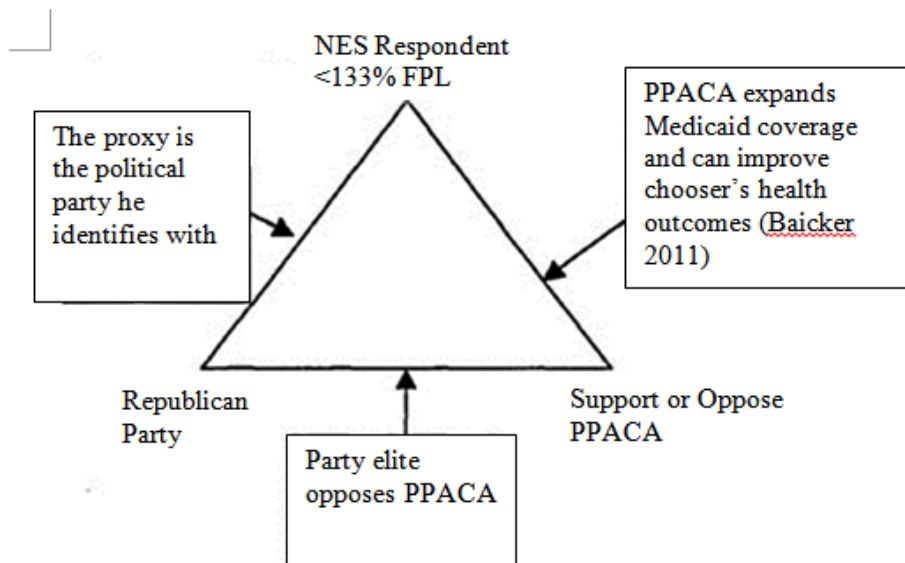 NES Respondent
<133% FPL
The proxy is
the political
party he
identifies with
PPACA expands
Medicaid coverage
and can improve
chooser's health
outcomes (Baicker
2011)
Republican
Party
Support or Oppose
PPACA
Party elite
opposes PPACA